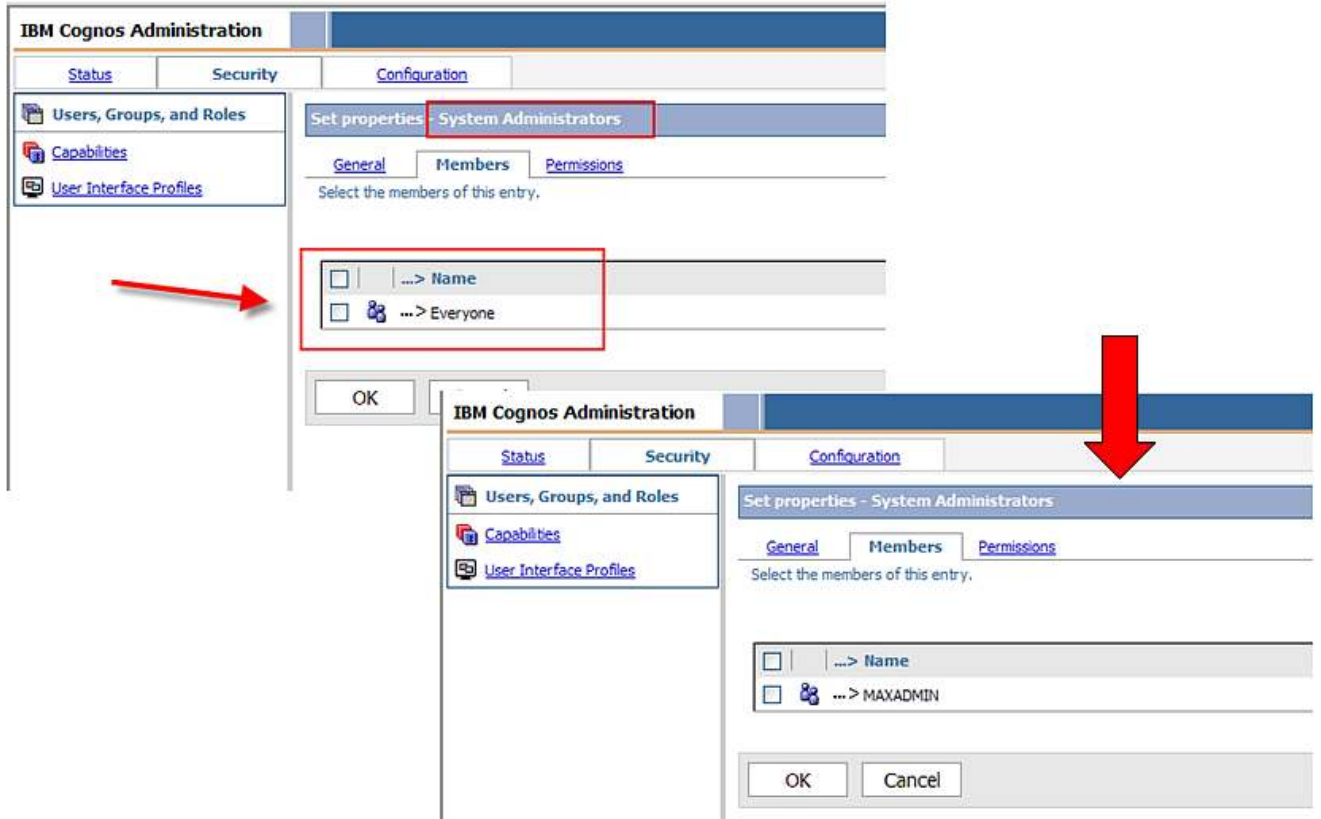 IBM Cognos Administration
Status Security Configuration
Users, Groups, and Roles
Capabilities
User Interface Profiles
Set properties - System Administrators
General Members Permissions
Select the members of this entry.
...> Name
...> Everyone
OK
IBM Cognos Administration
Status Security Configuration
Users, Groups, and Roles
Capabilities
User Interface Profiles
Set properties - System Administrators
General Members Permissions
Select the members of this entry.
...> Name
...> MAXADMIN
OK Cancel